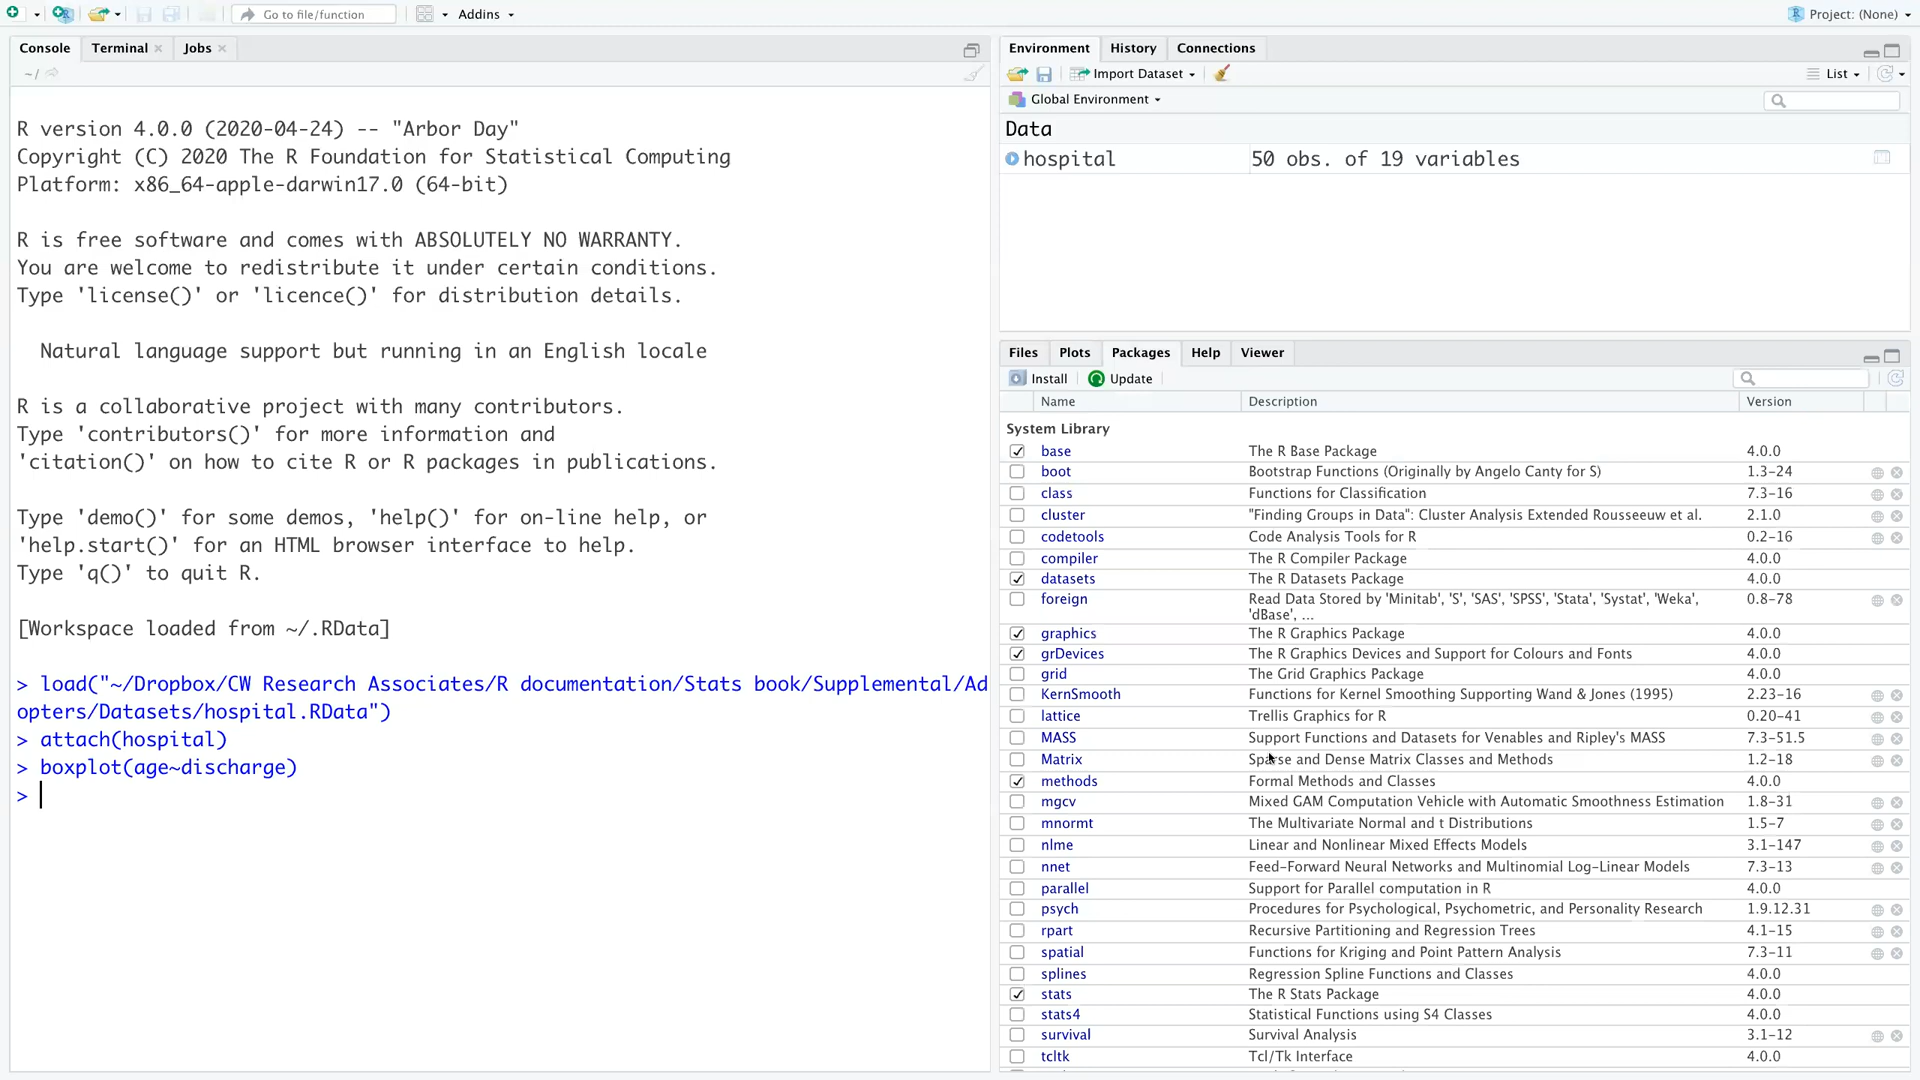 Go to file/function
Addins
Project: (None)
Console
Terminal
Jobs
~/
R version 4.0.0 (2020-04-24) -- "Arbor Day"
Copyright (C) 2020 The R Foundation for Statistical Computing
Platform: x86_64-apple-darwin17.0 (64-bit)
R is free software and comes with ABSOLUTELY NO WARRANTY.
You are welcome to redistribute it under certain conditions.
Type 'license()' or 'licence()' for distribution details.
Natural language support but running in an English locale
R is a collaborative project with many contributors.
Type 'contributors()' for more information and
'citation()' on how to cite R or R packages in publications.
Type 'demo()' for some demos, 'help()' for on-line help, or
'help.start()' for an HTML browser interface to help.
Type 'q()' to quit R.
[Workspace loaded from ~/.RData]
> load("~/Dropbox/CW Research Associates/R documentation/Stats book/Supplemental/Ad
opters/Datasets/hospital.RData")
> attach(hospital)
> boxplot(age~discharge)
>
Environment History Connections
Import Dataset
List
Global Environment
Data
hospital 50 obs. of 19 variables
Files Plots Packages Help Viewer
Install Update
Name Description Version
System Library
base The R Base Package 4.0.0
boot Bootstrap Functions (Originally by Angelo Canty for S) 1.3-24
class Functions for Classification 7.3-16
cluster "Finding Groups in Data": Cluster Analysis Extended Rousseeuw et al. 2.1.0
codetools Code Analysis Tools for R 0.2-16
compiler The R Compiler Package 4.0.0
datasets The R Datasets Package 4.0.0
foreign Read Data Stored by 'Minitab', 'S', 'SAS', 'SPSS', 'Stata', 'Systat', 'Weka', 0.8-78
'dBase', ...
graphics The R Graphics Package 4.0.0
grDevices The R Graphics Devices and Support for Colours and Fonts 4.0.0
grid The Grid Graphics Package 4.0.0
KernSmooth Functions for Kernel Smoothing Supporting Wand & Jones (1995) 2.23-16
lattice Trellis Graphics for R 0.20-41
MASS Support Functions and Datasets for Venables and Ripley's MASS 7.3-51.5
Matrix Sparse and Dense Matrix Classes and Methods 1.2-18
methods Formal Methods and Classes 4.0.0
mgcv Mixed GAM Computation Vehicle with Automatic Smoothness Estimation 1.8-31
mnormt The Multivariate Normal and t Distributions 1.5-7
nlme Linear and Nonlinear Mixed Effects Models 3.1-147
nnet Feed-Forward Neural Networks and Multinomial Log-Linear Models 7.3-13
parallel Support for Parallel computation in R 4.0.0
psych Procedures for Psychological, Psychometric, and Personality Research 1.9.12.31
rpart Recursive Partitioning and Regression Trees 4.1-15
spatial Functions for Kriging and Point Pattern Analysis 7.3-11
splines Regression Spline Functions and Classes 4.0.0
stats The R Stats Package 4.0.0
stats4 Statistical Functions using S4 Classes 4.0.0
survival Survival Analysis 3.1-12
tcltk Tcl/Tk Interface 4.0.0